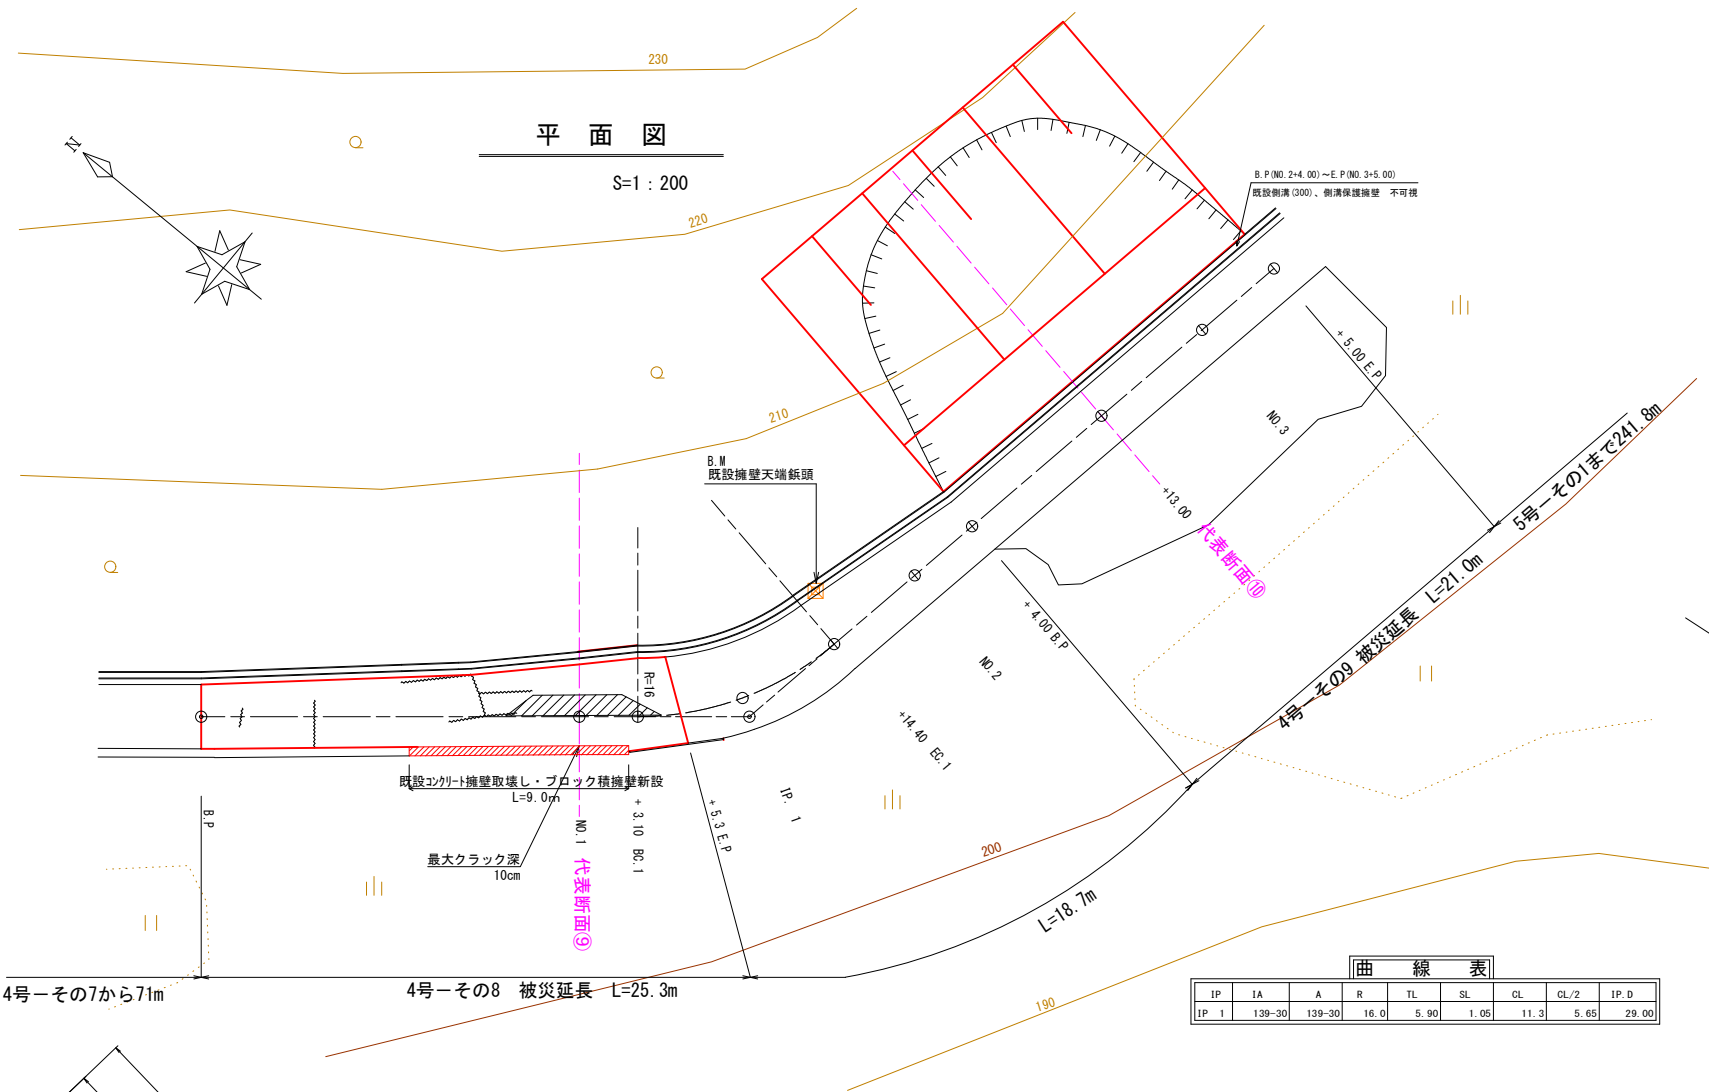 230
平 面 図
S=1 : 200
N
220
B.P(NO.2+4.00)～E.P(NO.3+5.00)
既設側溝(300)、側溝保護擁壁 不可視
210
B.M
既設擁壁天端鋲頭
+ 5.00 E.P
NO.3
+13.00
代表断面⑩
5号－その1まで241.8m
4号－その9 被災延長 L=21.0m
+ 4.00 B.P
NO.2
+14.40 EC.1
R=16
IP. 1
既設コンクリート擁壁取壊し・ブロック積擁壁新設
L=9.0m
B.P
NO.1
代表断面⑨
+ 3.10 BC.1
+ 5.3 E.P
最大クラック深
10cm
200
L=18.7m
190
4号－その7から71m
4号－その8 被災延長 L=25.3m
曲 線 表
IP IA A R TL SL CL CL/2 IP.D
IP 1 139-30 139-30 16.0 5.90 1.05 11.3 5.65 29.00